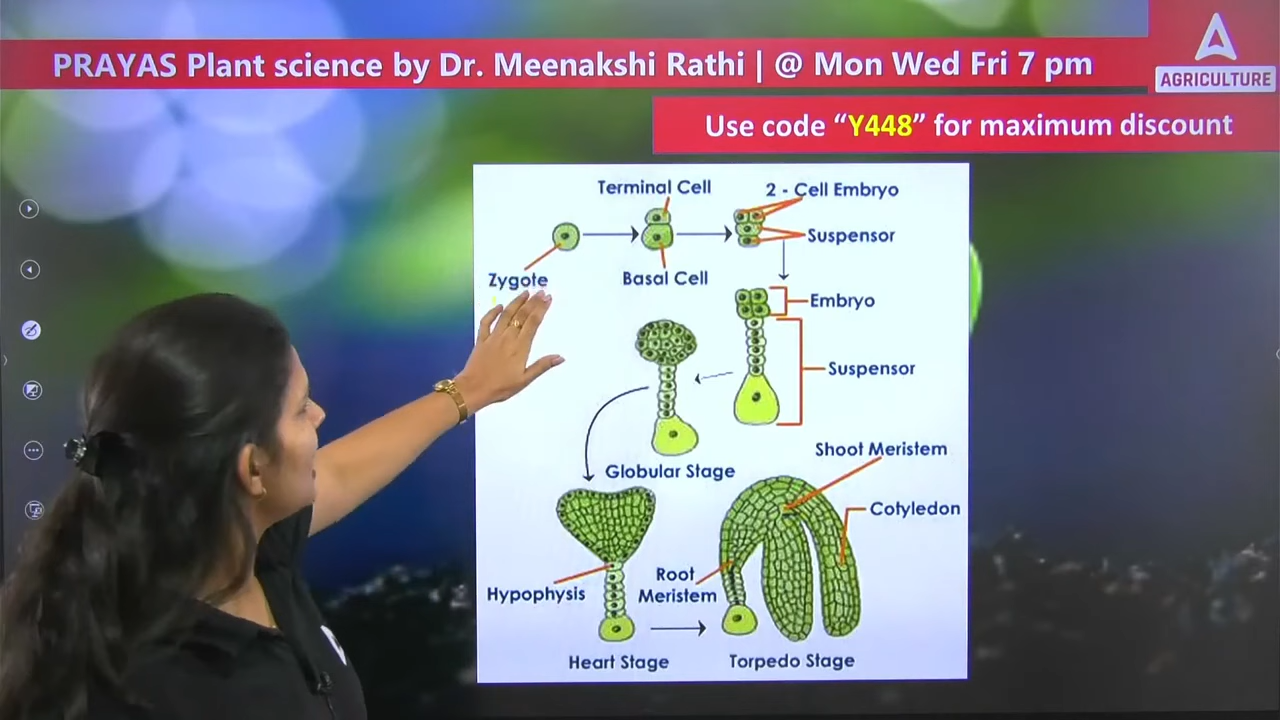 PRAYAS Plant science by Dr. Meenakshi Rathi | @ Mon Wed Fri 7 pm
AGRICULTURE
Use code “Y448” for maximum discount
Terminal Cell
2 - Cell Embryo
Suspensor
Zygote
Basal Cell
Embryo
Suspensor
Globular Stage
Shoot Meristem
Cotyledon
Root
Meristem
Hypophysis
Heart Stage
Torpedo Stage